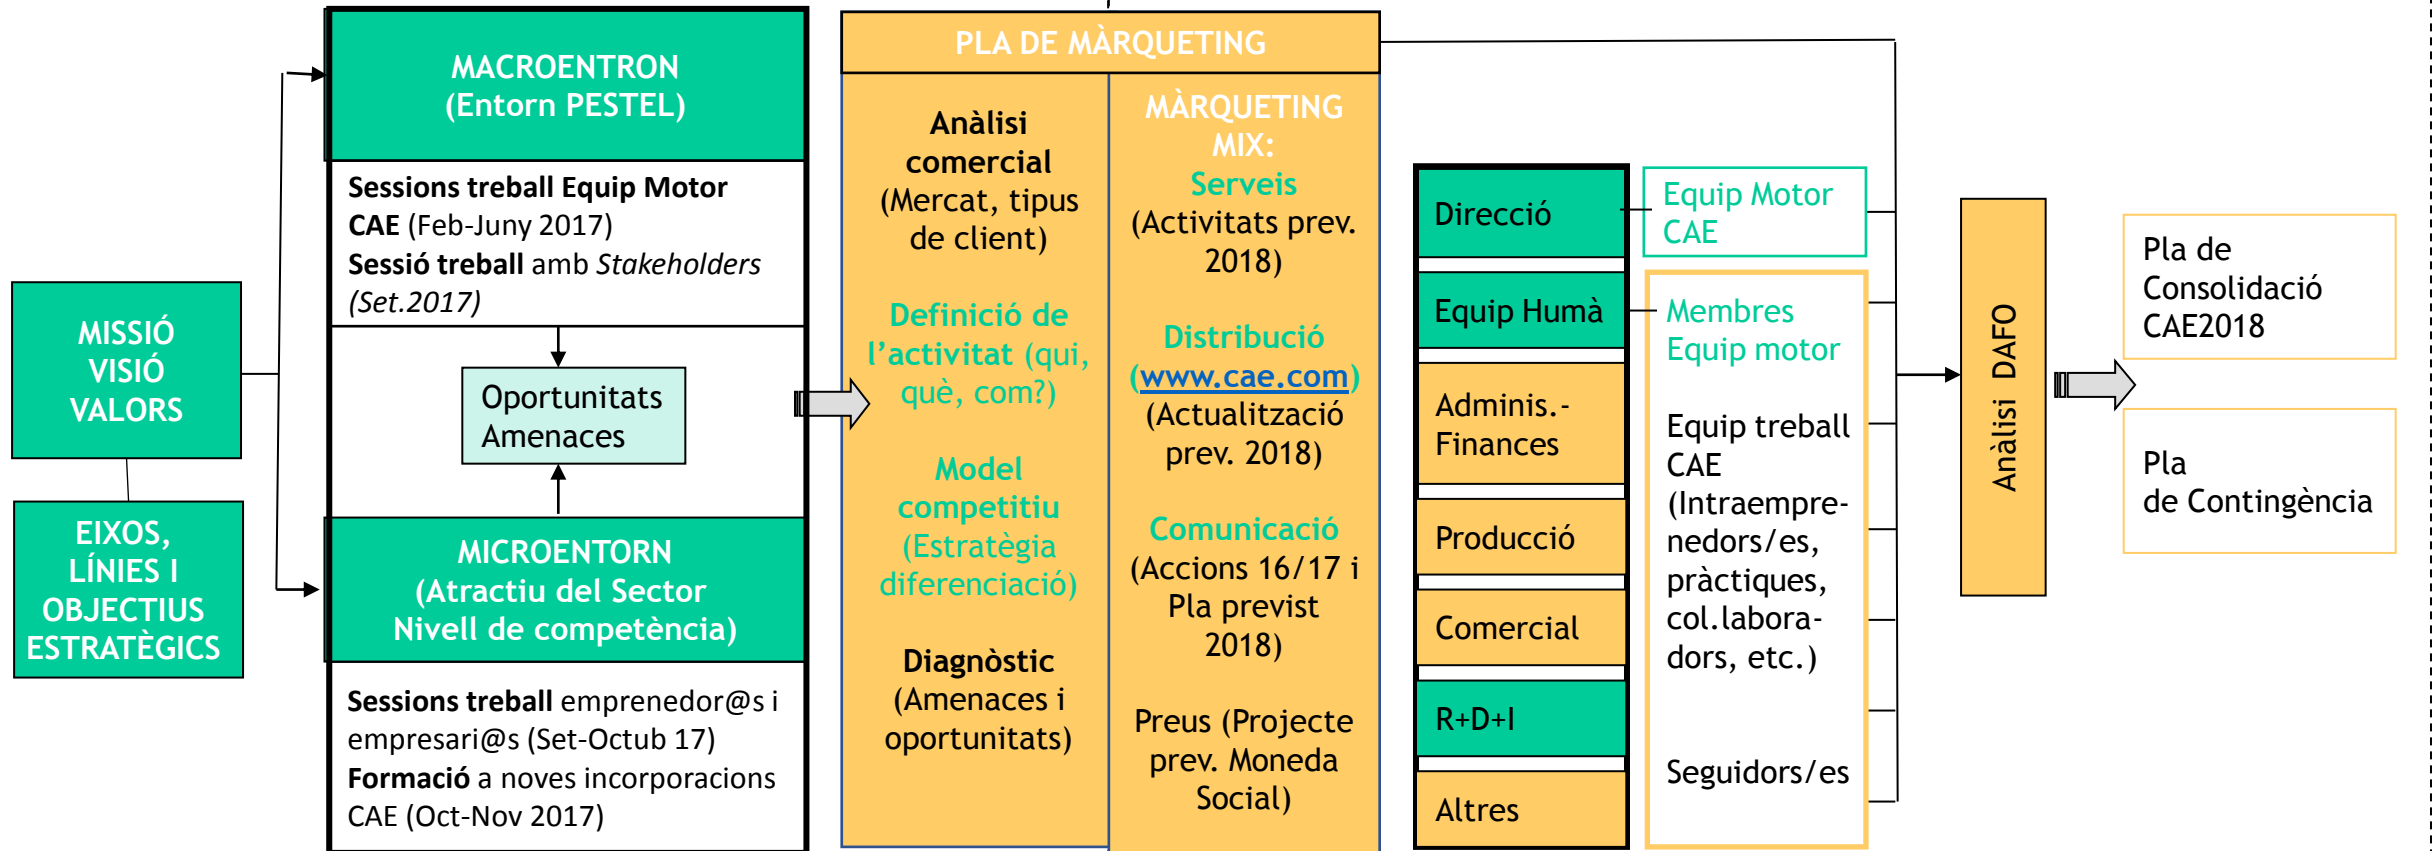 MISSIÓ
VISIÓ
VALORS
EIXOS,
LÍNIES I
OBJECTIUS
ESTRATÈGICS
MACROENTRON
(Entorn PESTEL)
Sessions treball Equip Motor
CAE (Feb-Juny 2017)
Sessió treball amb Stakeholders
(Set.2017)
Oportunitats
Amenaces
MICROENTORN
(Atractiu del Sector
Nivell de competència)
Sessions treball emprenedor@s i
empresari@s (Set-Octub 17)
Formació a noves incorporacions
CAE (Oct-Nov 2017)
PLA DE MÀRQUETING
Anàlisi
comercial
(Mercat, tipus
de client)
Definició de
l’activitat (qui,
què, com?)
Model
competitiu
(Estratègia
diferenciació)
Diagnòstic
(Amenaces i
oportunitats)
MÀRQUETING
MIX:
Serveis
(Activitats prev.
2018)
Distribució
(www.cae.com)
(Actualització
prev. 2018)
Comunicació
(Accions 16/17 i
Pla previst
2018)
Preus (Projecte
prev. Moneda
Social)
Direcció
Equip Humà
Adminis.-
Finances
Producció
Comercial
R+D+I
Altres
Equip Motor
CAE
Membres
Equip motor
Equip treball
CAE
(Intraempre-
nedors/es,
pràctiques,
col.labora-
dors, etc.)
Seguidors/es
Anàlisi DAFO
Pla de
Consolidació
CAE2018
Pla
de Contingència